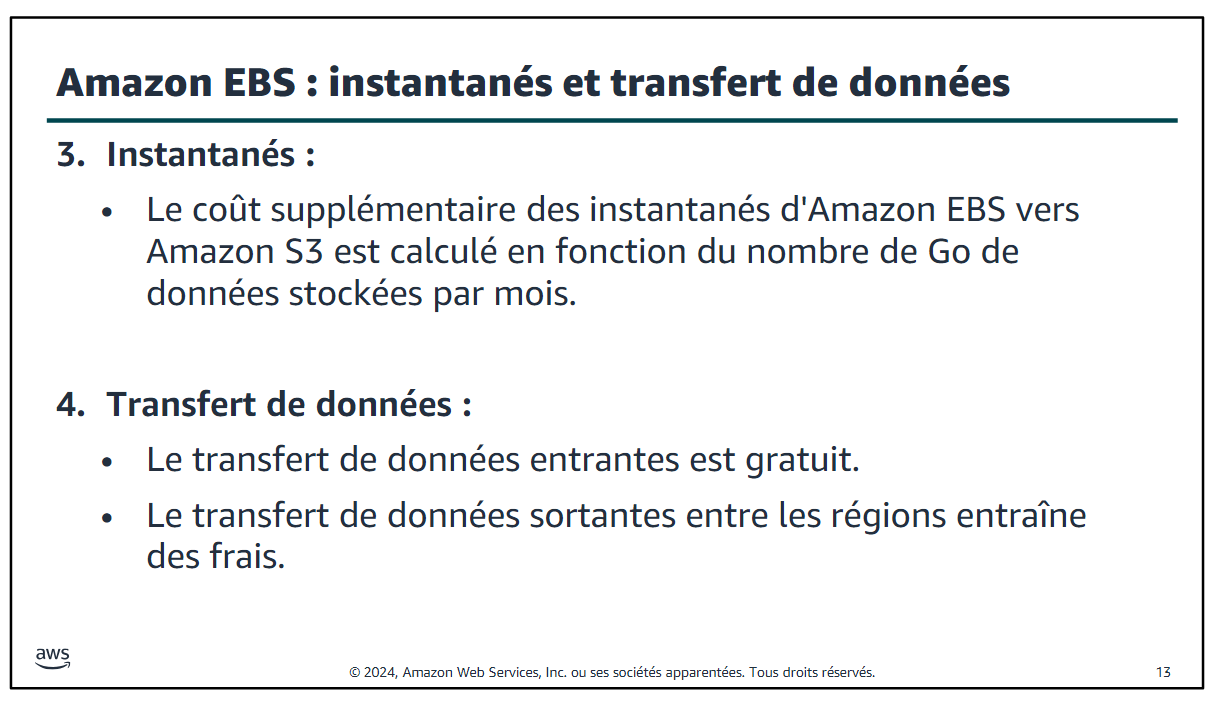 Amazon EBS : instantanés et transfert de données
3. Instantanés :
• Le coût supplémentaire des instantanés d'Amazon EBS vers
Amazon S3 est calculé en fonction du nombre de Go de
données stockées par mois.
4. Transfert de données :
• Le transfert de données entrantes est gratuit.
• Le transfert de données sortantes entre les régions entraîne
des frais.
aws
© 2024, Amazon Web Services, Inc. ou ses sociétés apparentées. Tous droits réservés.
13